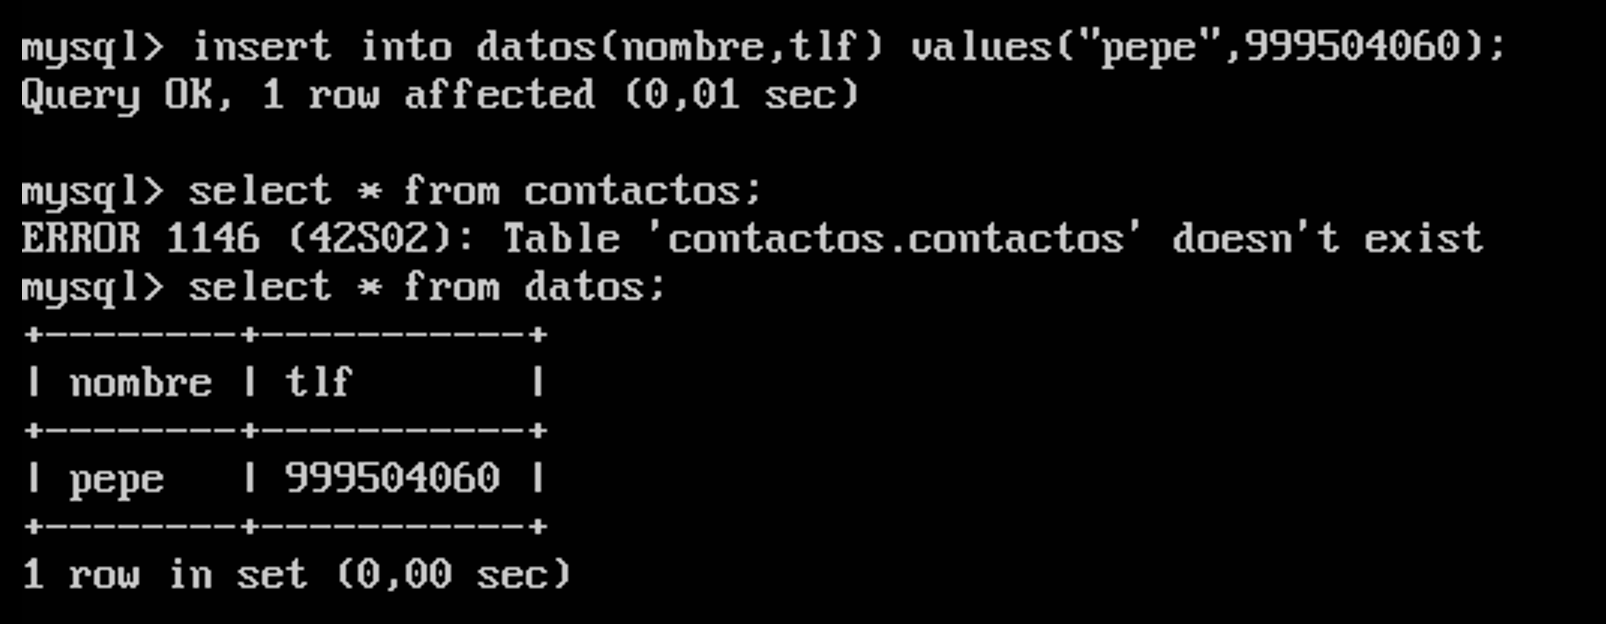 mysql> insert into datos(nombre,tlf) values("pepe",999504060);
Query OK, 1 row affected (0,01 sec)
mysql> select * from contactos;
ERROR 1146 (42S02): Table 'contactos.contactos' doesn't exist
mysql> select * from datos;
+--------+-----------+
| nombre | tlf       |
+--------+-----------+
| pepe   | 999504060 |
+--------+-----------+
1 row in set (0,00 sec)